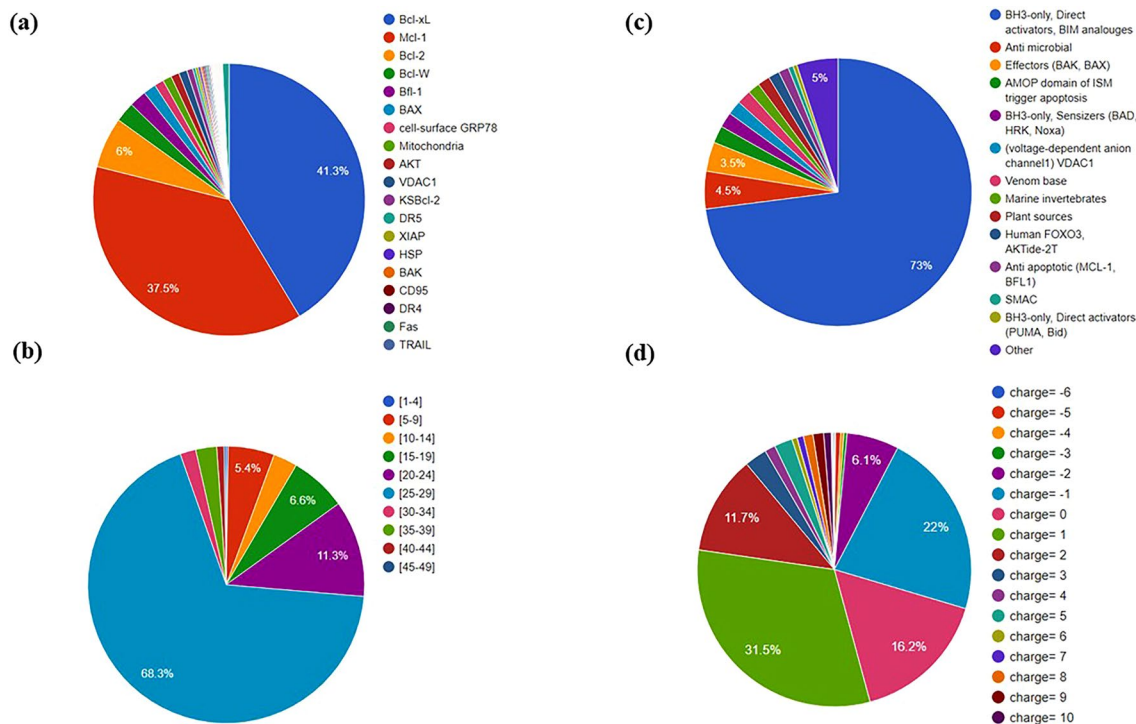 (a)
41.3%
37.5%
6%
Bcl-xL
Mcl-1
Bcl-2
Bcl-W
Bfl-1
BAX
cell-surface GRP78
Mitochondria
AKT
VDAC1
KSBcl-2
DR5
XIAP
HSP
BAK
CD95
DR4
Fas
TRAIL
(c)
5%
3.5%
4.5%
73%
BH3-only, Direct
activators, BIM analouges
Anti microbial
Effectors (BAK, BAX)
AMOP domain of ISM
trigger apoptosis
BH3-only, Sensizers (BAD,
HRK, Noxa)
(voltage-dependent anion
channel1) VDAC1
Venom base
Marine invertebrates
Plant sources
Human FOXO3,
AKTide-2T
Anti apoptotic (MCL-1,
BFL1)
SMAC
BH3-only, Direct activators
(PUMA, Bid)
Other
(b)
5.4%
6.6%
11.3%
68.3%
[1-4]
[5-9]
[10-14]
[15-19]
[20-24]
[25-29]
[30-34]
[35-39]
[40-44]
[45-49]
(d)
6.1%
22%
11.7%
31.5%
16.2%
charge= -6
charge= -5
charge= -4
charge= -3
charge= -2
charge= -1
charge= 0
charge= 1
charge= 2
charge= 3
charge= 4
charge= 5
charge= 6
charge= 7
charge= 8
charge= 9
charge= 10